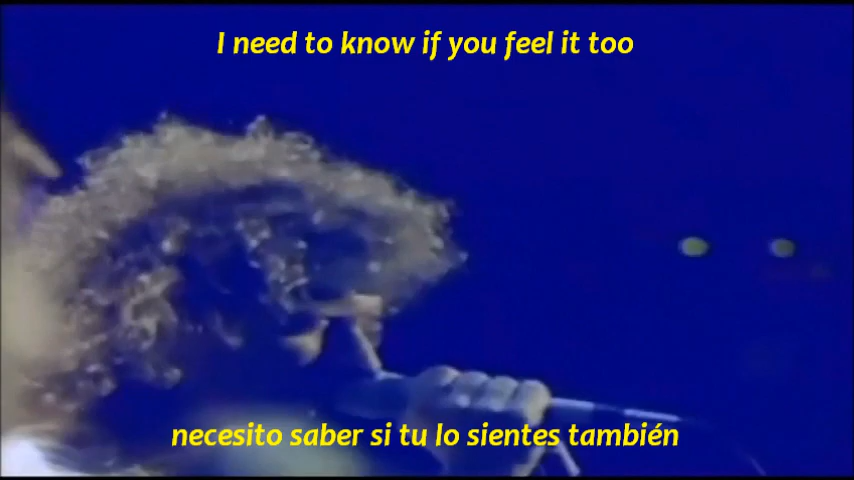 I need to know if you feel it too
necesito saber si tu lo sientes también